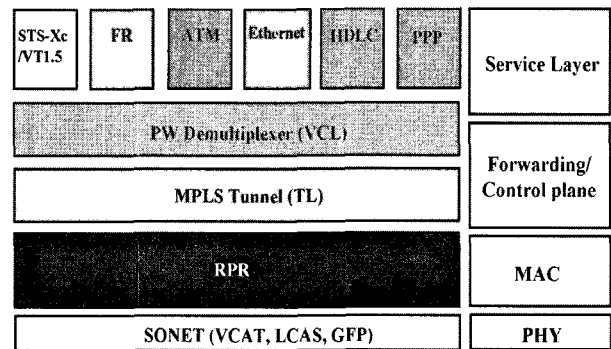 STS-Xc FR ATM Ethernet HDLC PPP
/VT1.5
Service Layer
PW Demultiplexer (VCL)
Forwarding/
Control plane
MPLS Tunnel (TL)
RPR MAC
SONET (VCAT, LCAS, GFP) PHY